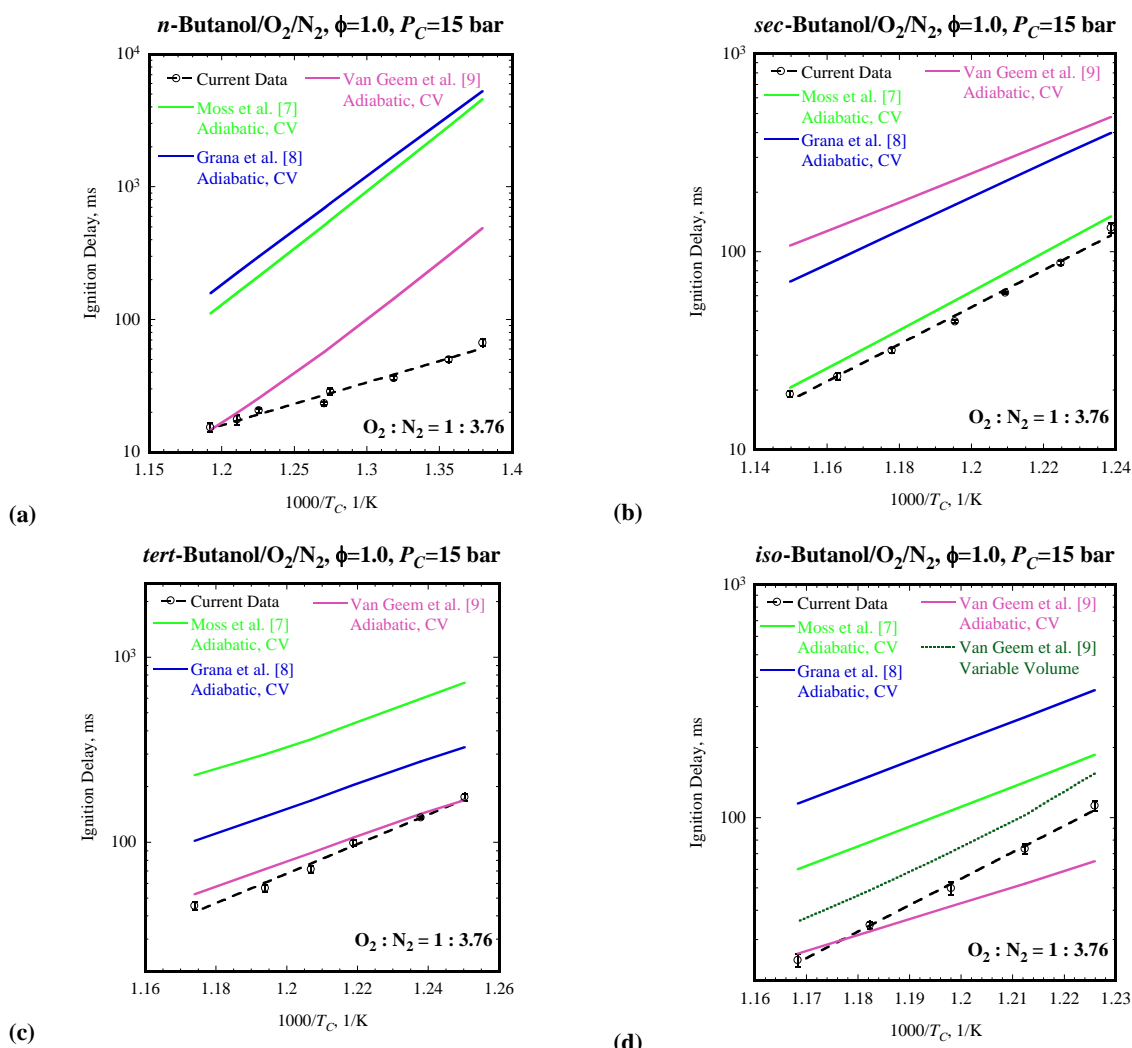 n-Butanol/O2/N2, ϕ=1.0, PC=15 bar
10^4
Current Data
Van Geem et al. [9]
Adiabatic, CV
Moss et al. [7]
Adiabatic, CV
Grana et al. [8]
Adiabatic, CV
10^3
Ignition Delay, ms
100
10
O2 : N2 = 1 : 3.76
1.15 1.2 1.25 1.3 1.35 1.4
1000/TC, 1/K
(a)
sec-Butanol/O2/N2, ϕ=1.0, PC=15 bar
10^3
Current Data
Van Geem et al. [9]
Adiabatic, CV
Moss et al. [7]
Adiabatic, CV
Grana et al. [8]
Adiabatic, CV
Ignition Delay, ms
100
10
O2 : N2 = 1 : 3.76
1.14 1.16 1.18 1.2 1.22 1.24
1000/TC, 1/K
(b)
tert-Butanol/O2/N2, ϕ=1.0, PC=15 bar
Current Data
Van Geem et al. [9]
Adiabatic, CV
Moss et al. [7]
Adiabatic, CV
Grana et al. [8]
Adiabatic, CV
10^3
Ignition Delay, ms
100
O2 : N2 = 1 : 3.76
1.16 1.18 1.2 1.22 1.240 1.26
1000/TC, 1/K
(c)
iso-Butanol/O2/N2, ϕ=1.0, PC=15 bar
10^3
Current Data
Van Geem et al. [9]
Adiabatic, CV
Moss et al. [7]
Adiabatic, CV
Van Geem et al. [9]
Variable Volume
Grana et al. [8]
Adiabatic, CV
Ignition Delay, ms
100
O2 : N2 = 1 : 3.76
1.16 1.17 1.18 1.19 1.2 1.21 1.22 1.23
1000/TC, 1/K
(d)